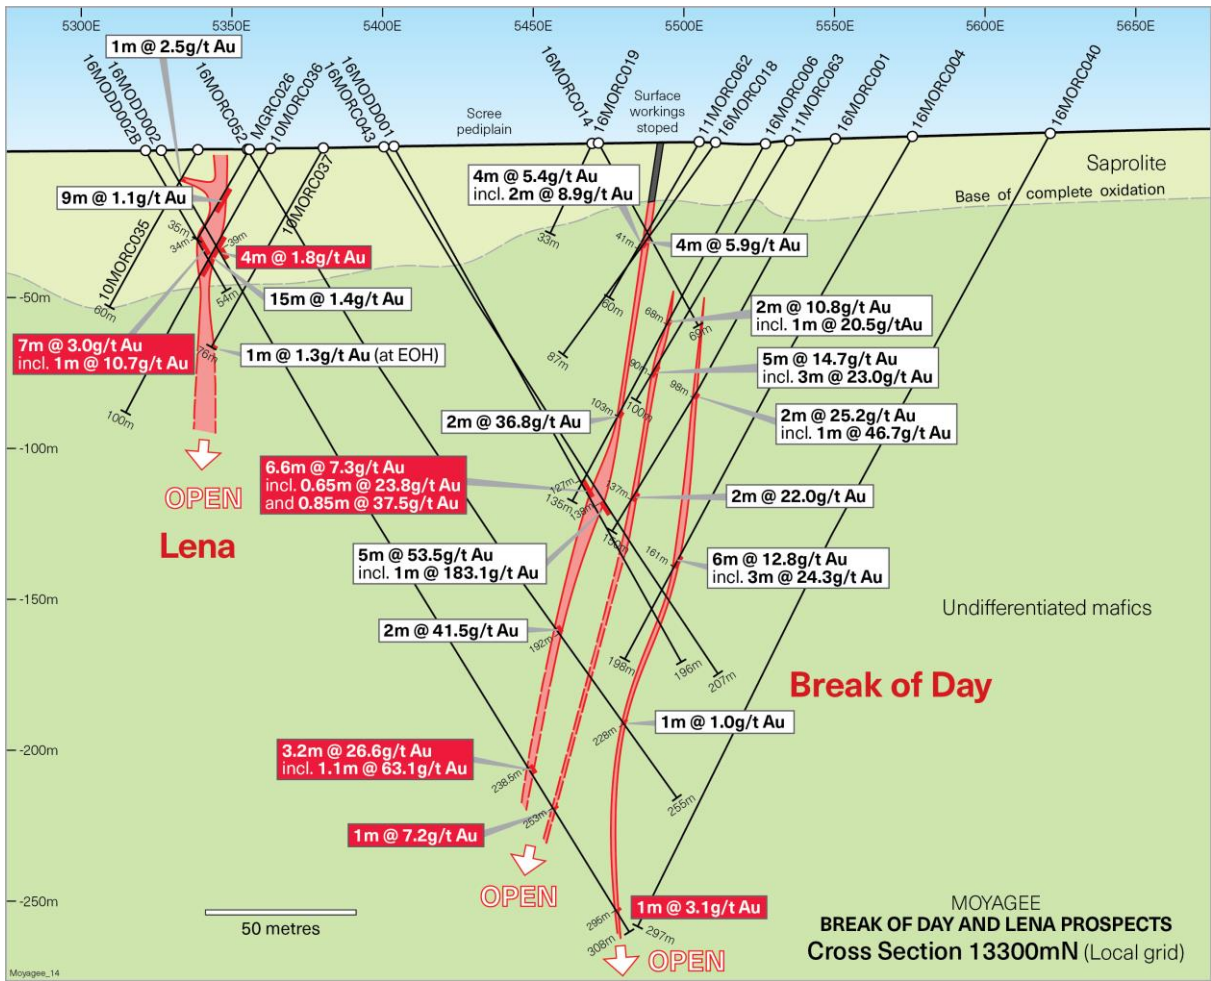 5300E
5350E
5400E
5450E
5500E
5550E
5600E
5650E
1m @ 2.5g/t Au
16MODD002B
16MODD002
16MORC052
MGRC026
10MORC036
16MORC043
16MODD001
16MORC014
16MORC019
11MORC062
16MORC018
16MORC006
11MORC063
16MORC001
16MORC004
16MORC040
Scree
pediplain
Surface
workings
stoped
Saprolite
Base of complete oxidation
9m @ 1.1g/t Au
4m @ 5.4g/t Au
incl. 2m @ 8.9g/t Au
10MORC035
10MORC037
35m
34m
39m
33m
41m
4m @ 5.9g/t Au
4m @ 1.8g/t Au
15m @ 1.4g/t Au
-50m
60m
54m
60m
68m
69m
2m @ 10.8g/t Au
incl. 1m @ 20.5g/tAu
7m @ 3.0g/t Au
incl. 1m @ 10.7g/t Au
76m
1m @ 1.3g/t Au (at EOH)
87m
90m
5m @ 14.7g/t Au
incl. 3m @ 23.0g/t Au
98m
100m
103m
100m
2m @ 36.8g/t Au
2m @ 25.2g/t Au
incl. 1m @ 46.7g/t Au
-100m
OPEN
Lena
6.6m @ 7.3g/t Au
incl. 0.65m @ 23.8g/t Au
and 0.85m @ 37.5g/t Au
127m
135m
138m
137m
2m @ 22.0g/t Au
150m
5m @ 53.5g/t Au
incl. 1m @ 183.1g/t Au
161m
6m @ 12.8g/t Au
incl. 3m @ 24.3g/t Au
-150m
Undifferentiated mafics
2m @ 41.5g/t Au
192m
198m
196m
207m
Break of Day
1m @ 1.0g/t Au
228m
-200m
3.2m @ 26.6g/t Au
incl. 1.1m @ 63.1g/t Au
238.5m
253m
255m
1m @ 7.2g/t Au
OPEN
-250m
50 metres
1m @ 3.1g/t Au
295m
308m
297m
OPEN
MOYAGEE
BREAK OF DAY AND LENA PROSPECTS
Cross Section 13300mN (Local grid)
Moyagee_14